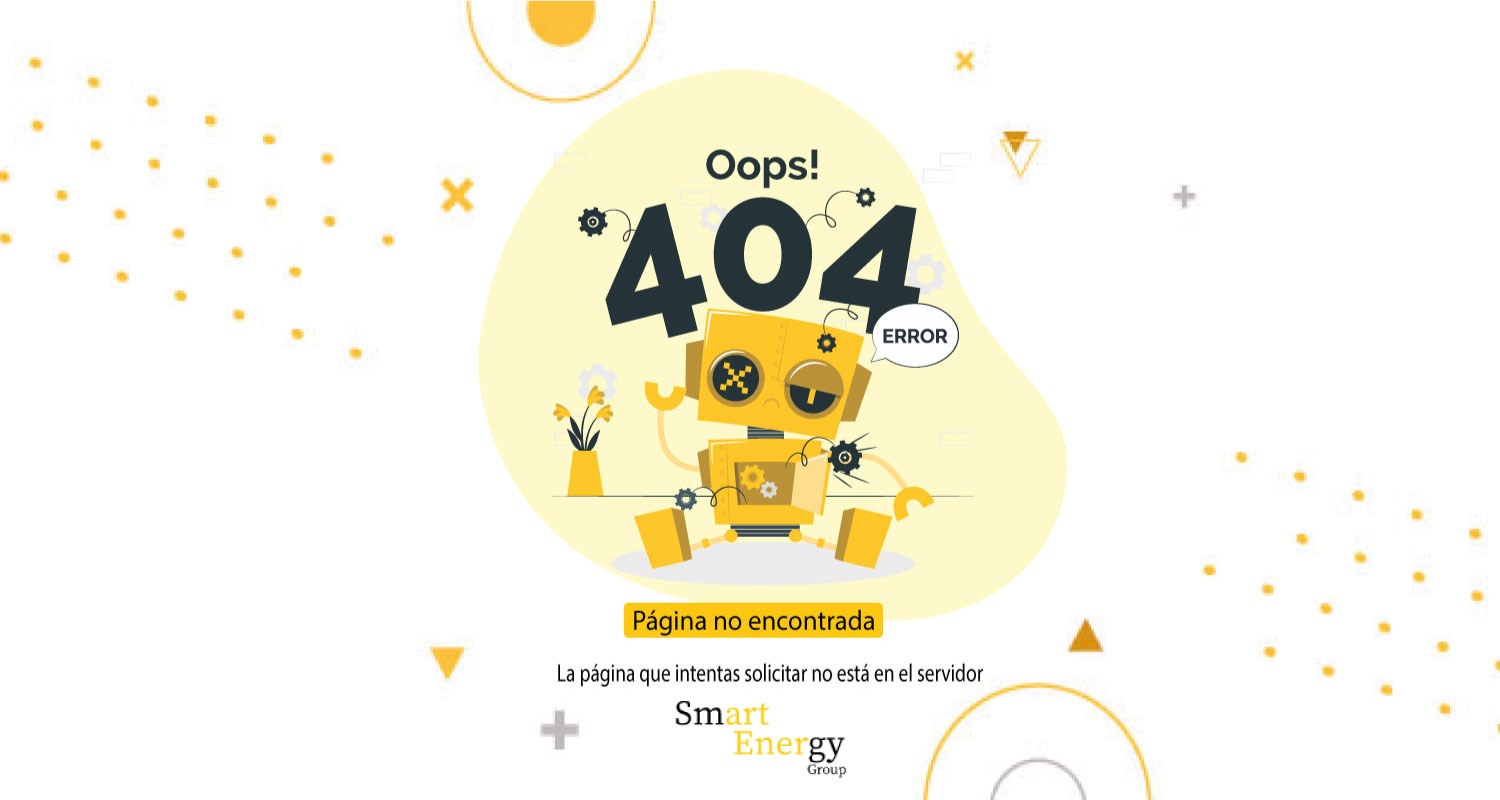 Oops!
404
ERROR
Página no encontrada
La página que intentas solicitar no está en el servidor
Smart
Energy
Group